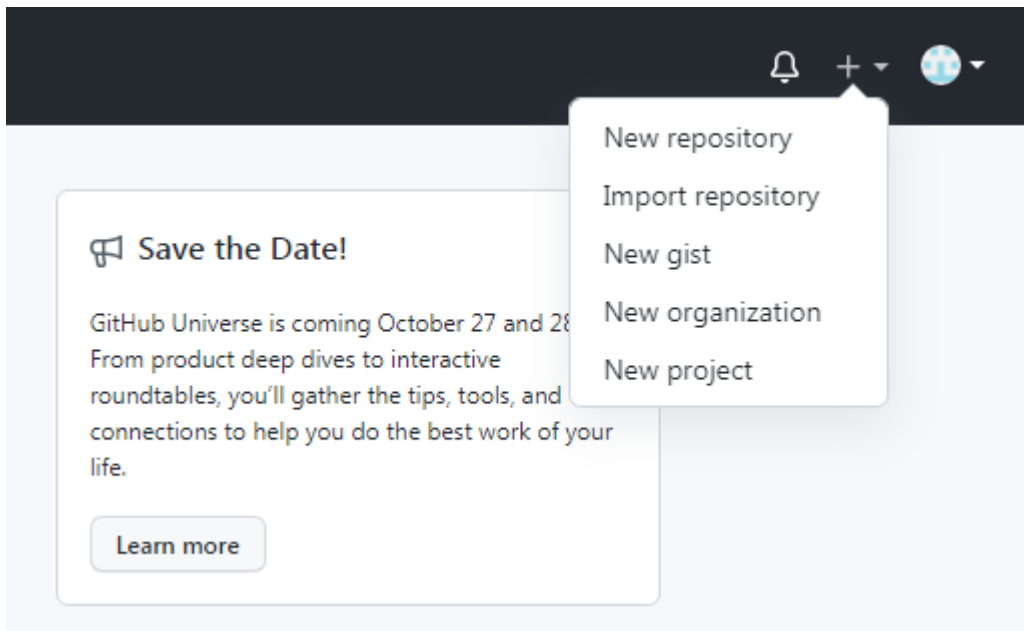 New repository
Import repository
New gist
New organization
New project
Save the Date!
GitHub Universe is coming October 27 and 28
From product deep dives to interactive
roundtables, you'll gather the tips, tools, and
connections to help you do the best work of your
life.
Learn more